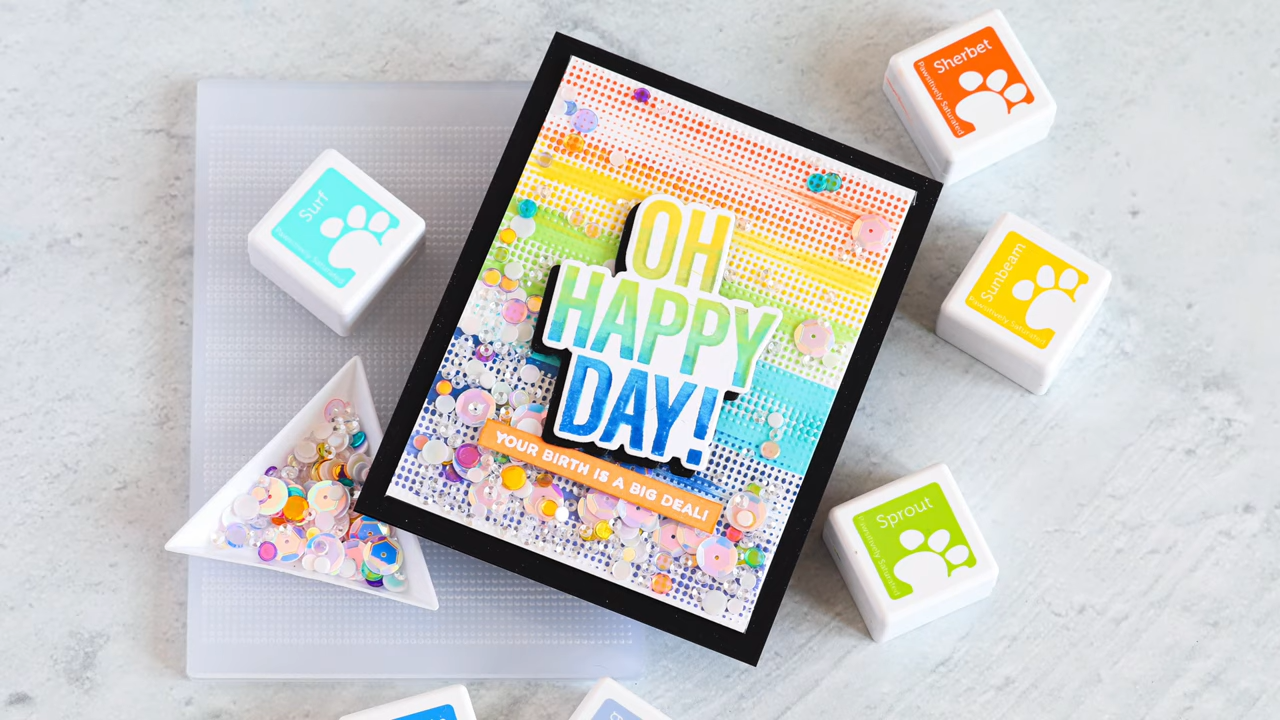 Sherbet
Pawsitively Saturated
Surf
Pawsitively Saturated
OH
HAPPY
DAY!
Sunbeam
Pawsitively Saturated
YOUR BIRTH IS A BIG DEAL!
Sprout
Pawsitively Saturated